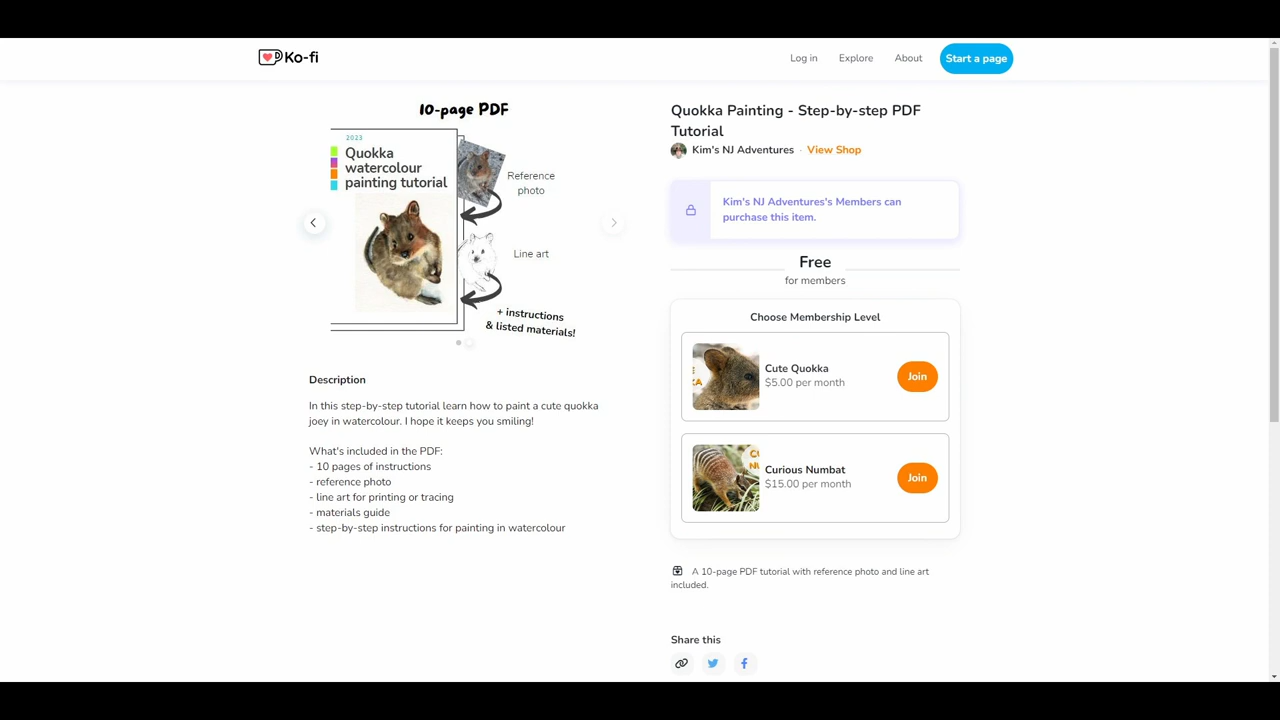 Ko-fi
Log in
Explore
About
Start a page
10-page PDF
2023
Quokka
watercolour
painting tutorial
Reference
photo
Line art
+ instructions
& listed materials!
Description
In this step-by-step tutorial learn how to paint a cute quokka
joey in watercolour. I hope it keeps you smiling!
What's included in the PDF:
- 10 pages of instructions
- reference photo
- line art for printing or tracing
- materials guide
- step-by-step instructions for painting in watercolour
Quokka Painting - Step-by-step PDF
Tutorial
Kim's NJ Adventures · View Shop
Kim's NJ Adventures's Members can
purchase this item.
Free
for members
Choose Membership Level
Cute Quokka
$5.00 per month
Join
Curious Numbat
$15.00 per month
Join
A 10-page PDF tutorial with reference photo and line art
included.
Share this